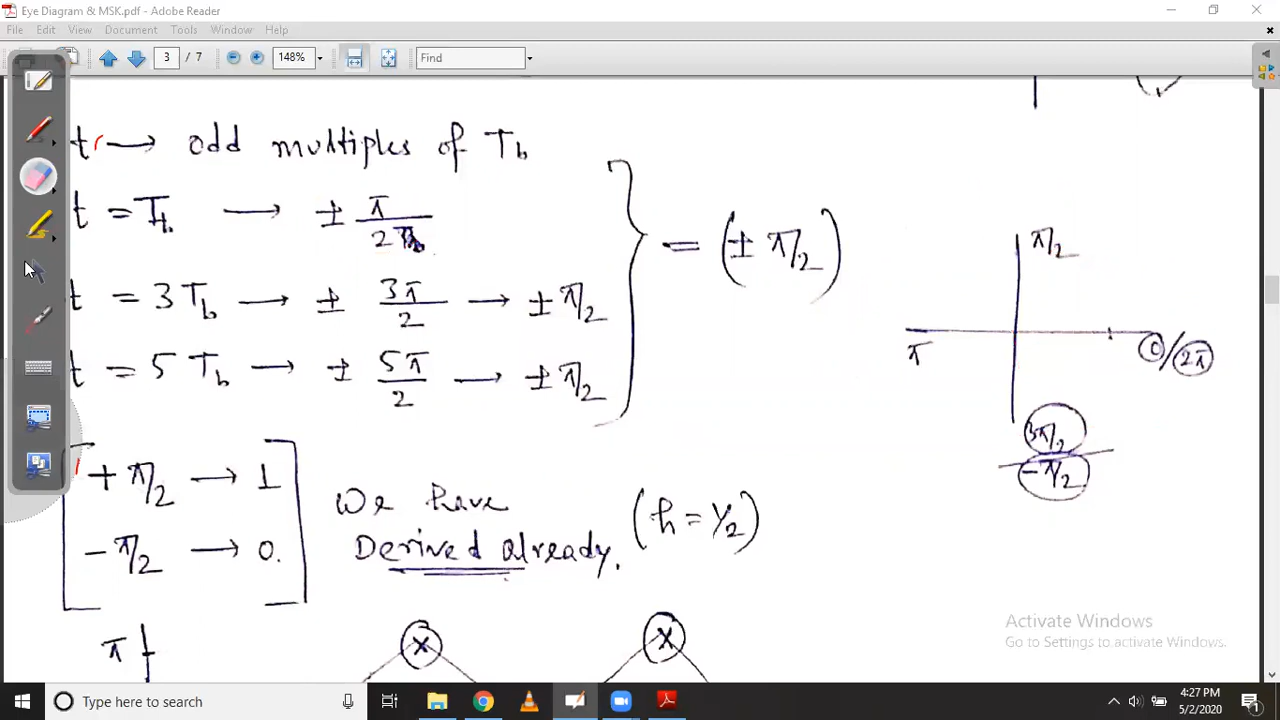 Eye Diagram & MSK.pdf - Adobe Reader
File Edit View Document Tools Window Help
3 / 7 148% Find
t → odd multiples of Tb
t = Tb → ± π/2
t = 3Tb → ± 3π/2 → ± π/2
t = 5Tb → ± 5π/2 → ± π/2
= (± π/2)
π/2
π
0/2π
3π/2
-π/2
+ π/2 → 1
- π/2 → 0.
We have
Derived already. (h = 1/2)
π
x x
Activate Windows
Go to Settings to activate Windows.
Type here to search
4:27 PM
5/2/2020